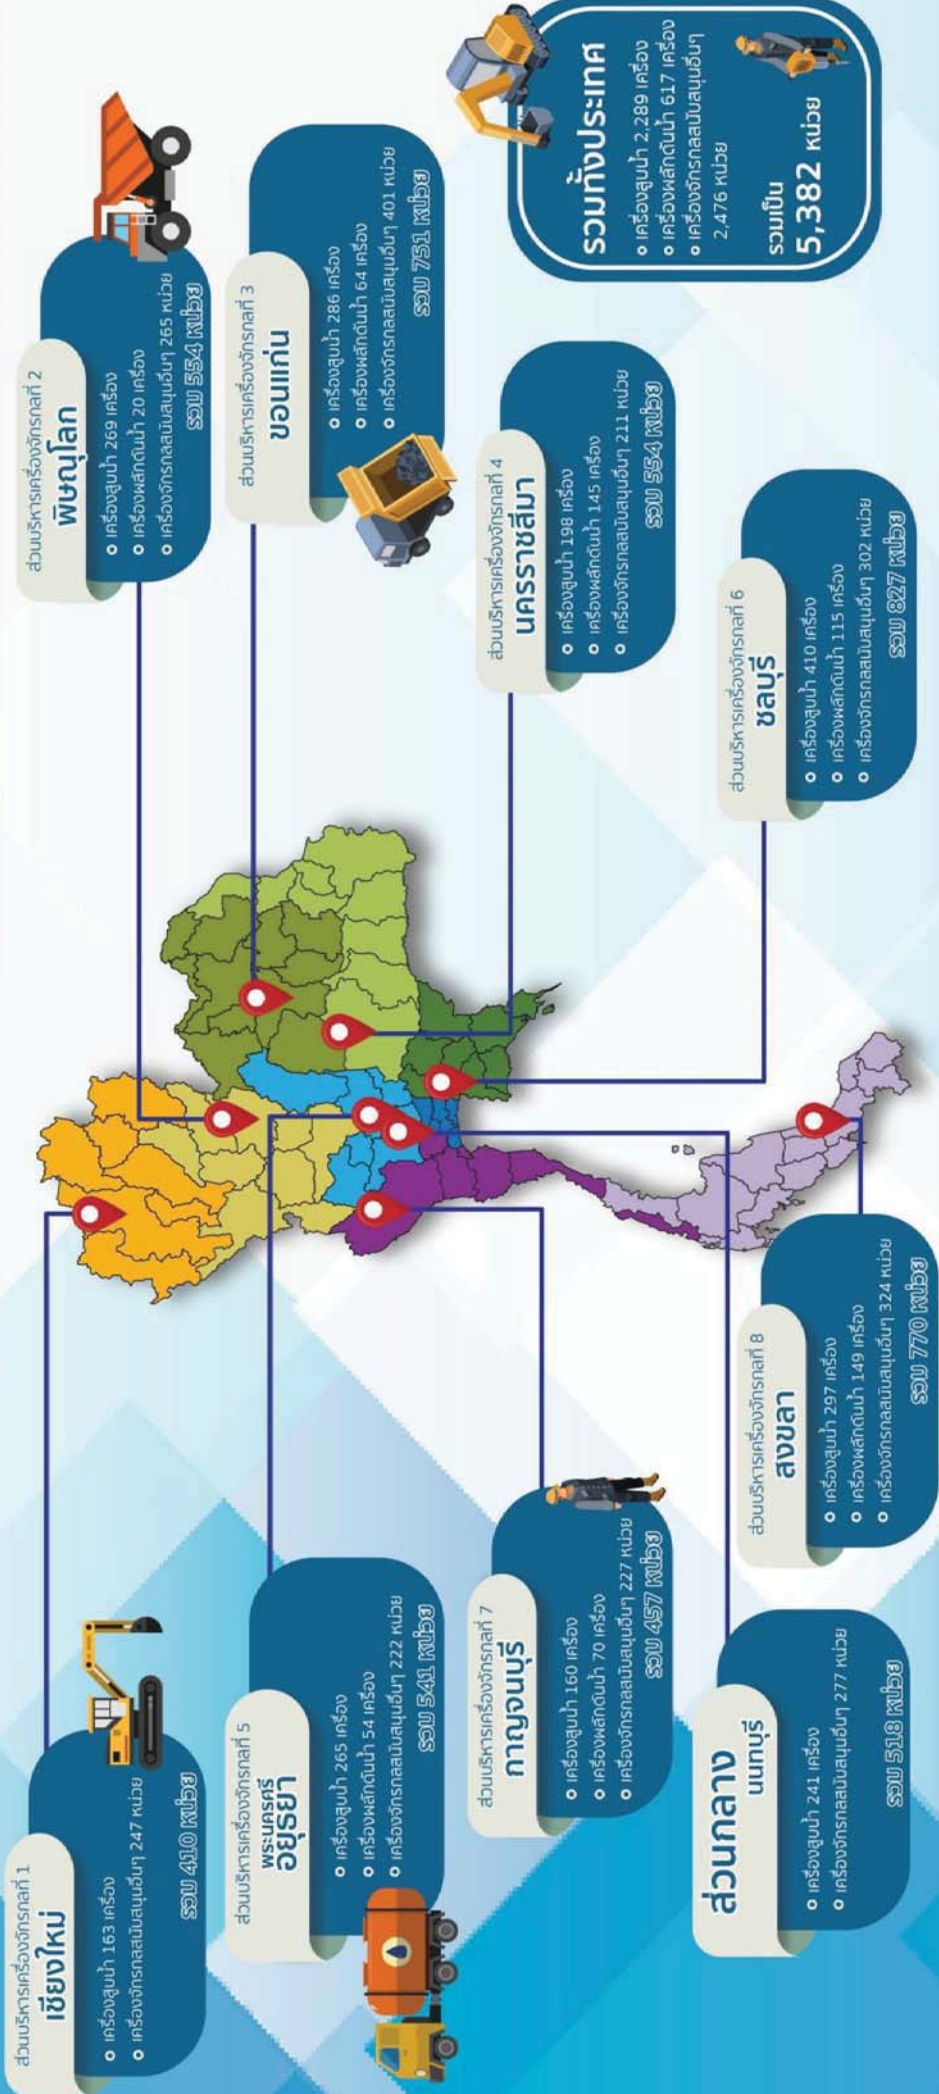 ส่วนบริหารเครื่องจักรกลที่ 1
เชียงใหม่
เครื่องสูบน้ำ 163 เครื่อง
เครื่องจักรกลสนับสนุนอื่นๆ 247 หน่วย
รวม 410 หน่วย
ส่วนบริหารเครื่องจักรกลที่ 2
พิษณุโลก
เครื่องสูบน้ำ 269 เครื่อง
เครื่องผลักดันน้ำ 20 เครื่อง
เครื่องจักรกลสนับสนุนอื่นๆ 265 หน่วย
รวม 554 หน่วย
ส่วนบริหารเครื่องจักรกลที่ 5
พระนครศรี
อยุธยา
เครื่องสูบน้ำ 265 เครื่อง
เครื่องผลักดันน้ำ 54 เครื่อง
เครื่องจักรกลสนับสนุนอื่นๆ 222 หน่วย
รวม 541 หน่วย
ส่วนบริหารเครื่องจักรกลที่ 3
ขอนแก่น
เครื่องสูบน้ำ 286 เครื่อง
เครื่องผลักดันน้ำ 64 เครื่อง
เครื่องจักรกลสนับสนุนอื่นๆ 401 หน่วย
รวม 751 หน่วย
ส่วนบริหารเครื่องจักรกลที่ 7
กาญจนบุรี
เครื่องสูบน้ำ 160 เครื่อง
เครื่องผลักดันน้ำ 70 เครื่อง
เครื่องจักรกลสนับสนุนอื่นๆ 227 หน่วย
รวม 457 หน่วย
ส่วนบริหารเครื่องจักรกลที่ 4
นครราชสีมา
เครื่องสูบน้ำ 198 เครื่อง
เครื่องผลักดันน้ำ 145 เครื่อง
เครื่องจักรกลสนับสนุนอื่นๆ 211 หน่วย
รวม 554 หน่วย
ส่วนกลาง
นนทบุรี
เครื่องสูบน้ำ 241 เครื่อง
เครื่องจักรกลสนับสนุนอื่นๆ 277 หน่วย
รวม 518 หน่วย
ส่วนบริหารเครื่องจักรกลที่ 8
สงขลา
เครื่องสูบน้ำ 297 เครื่อง
เครื่องผลักดันน้ำ 149 เครื่อง
เครื่องจักรกลสนับสนุนอื่นๆ 324 หน่วย
รวม 770 หน่วย
ส่วนบริหารเครื่องจักรกลที่ 6
ชลบุรี
เครื่องสูบน้ำ 410 เครื่อง
เครื่องผลักดันน้ำ 115 เครื่อง
เครื่องจักรกลสนับสนุนอื่นๆ 302 หน่วย
รวม 827 หน่วย
รวมทั้งประเทศ
เครื่องสูบน้ำ 2,289 เครื่อง
เครื่องผลักดันน้ำ 617 เครื่อง
เครื่องจักรกลสนับสนุนอื่นๆ
2,476 หน่วย
รวมเป็น
5,382 หน่วย